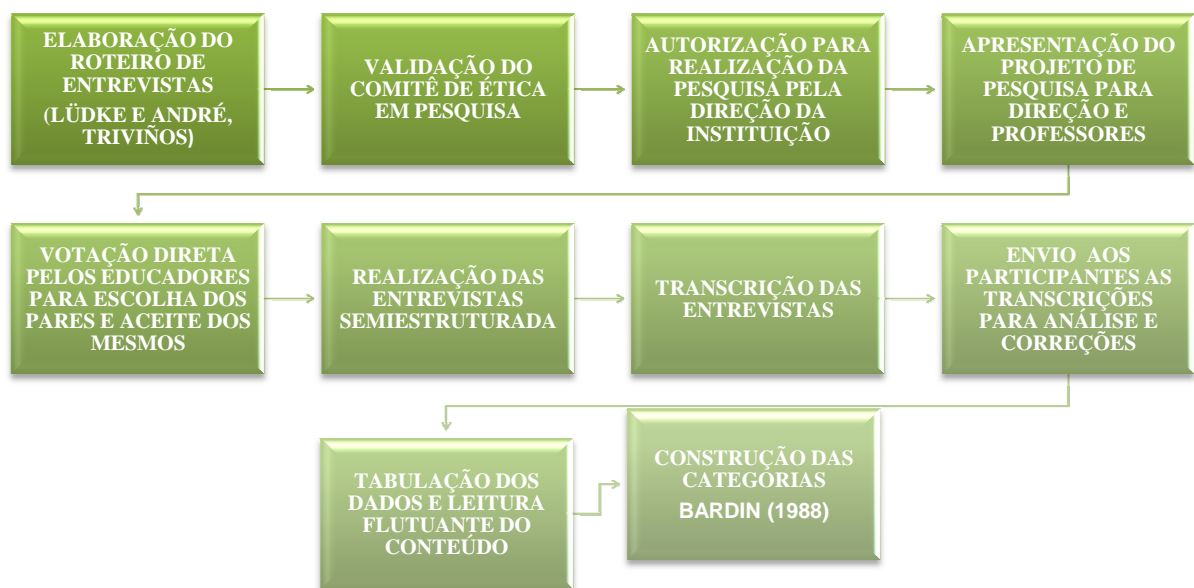 ELABORAÇÃO DO
ROTEIRO DE
ENTREVISTAS
(LÜDKE E ANDRÉ,
TRIVIÑOS)
VALIDAÇÃO DO
COMITÊ DE ÉTICA
EM PESQUISA
AUTORIZAÇÃO PARA
REALIZAÇÃO DA
PESQUISA PELA
DIREÇÃO DA
INSTITUIÇÃO
APRESENTAÇÃO DO
PROJETO DE
PESQUISA PARA
DIREÇÃO E
PROFESSORES
VOTAÇÃO DIRETA
PELOS EDUCADORES
PARA ESCOLHA DOS
PARES E ACEITE DOS
MESMOS
REALIZAÇÃO DAS
ENTREVISTAS
SEMIESTRUTURADA
TRANSCRIÇÃO DAS
ENTREVISTAS
ENVIO AOS
PARTICIPANTES AS
TRANSCRIÇÕES
PARA ANÁLISE E
CORREÇÕES
TABULAÇÃO DOS
DADOS E LEITURA
FLUTUANTE DO
CONTEÚDO
CONSTRUÇÃO DAS
CATEGÓRIAS
BARDIN (1988)